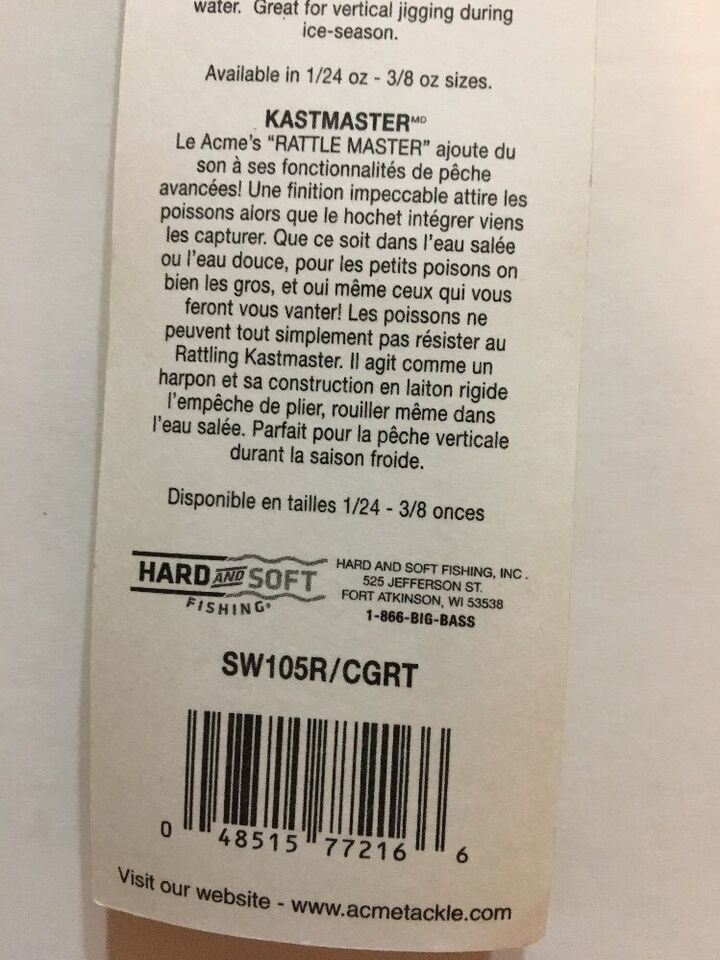 water. Great for vertical jigging during
ice-season.
Available in 1/24 oz - 3/8 oz sizes.
KASTMASTER MD
Le Acme's "RATTLE MASTER" ajoute du
son à ses fonctionnalités de pêche
avancées! Une finition impeccable attire les
poissons alors que le hochet intégrer viens
les capturer. Que ce soit dans l'eau salée
ou l'eau douce, pour les petits poisons on
bien les gros, et oui même ceux qui vous
feront vous vanter! Les poissons ne
peuvent tout simplement pas résister au
Rattling Kastmaster. Il agit comme un
harpon et sa construction en laiton rigide
l'empêche de plier, rouiller même dans
l'eau salée. Parfait pour la pêche verticale
durant la saison froide.
Disponible en tailles 1/24 - 3/8 onces
HARD AND SOFT
FISHING
HARD AND SOFT FISHING, INC.
525 JEFFERSON ST.
FORT ATKINSON, WI 53538
1-866-BIG-BASS
SW105R/CGRT
0 48515 77216 6
Visit our website - www.acmetackle.com